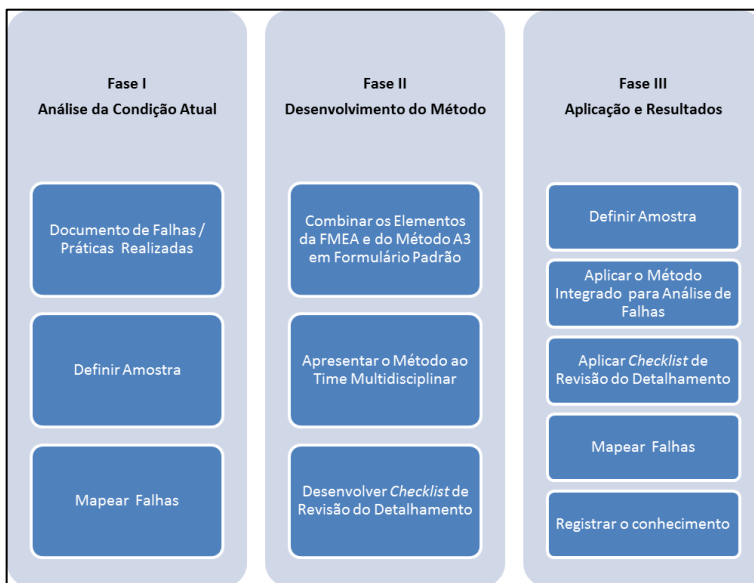 Fase I
Análise da Condição Atual
Documento de Falhas /
Práticas Realizadas
Definir Amostra
Mapear Falhas
Fase II
Desenvolvimento do Método
Combinar os Elementos
da FMEA e do Método A3
em Formulário Padrão
Apresentar o Método ao
Time Multidisciplinar
Desenvolver Checklist de
Revisão do Detalhamento
Fase III
Aplicação e Resultados
Definir Amostra
Aplicar o Método
Integrado para Análise de
Falhas
Aplicar Checklist de
Revisão do Detalhamento
Mapear Falhas
Registrar o conhecimento